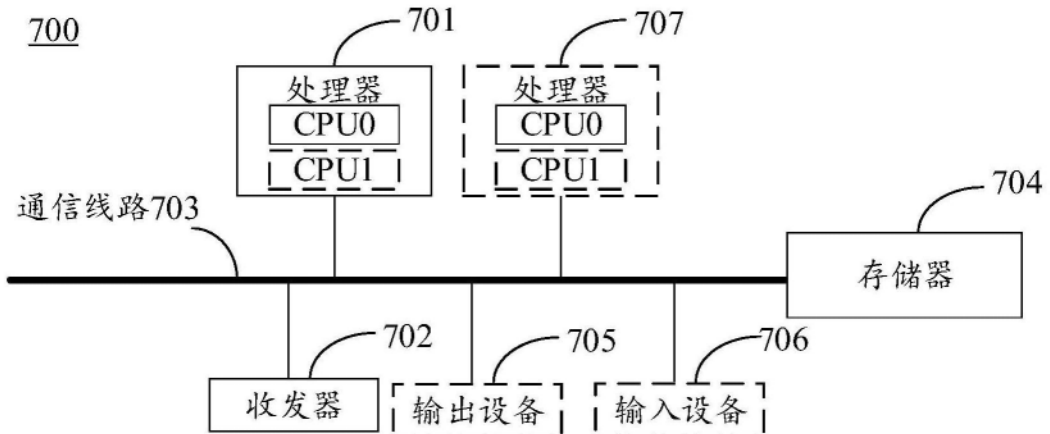 700
701
707
处理器
处理器
CPU0
CPU0
CPU1
CPU1
通信线路703
704
存储器
702
705
706
收发器
输出设备
输入设备